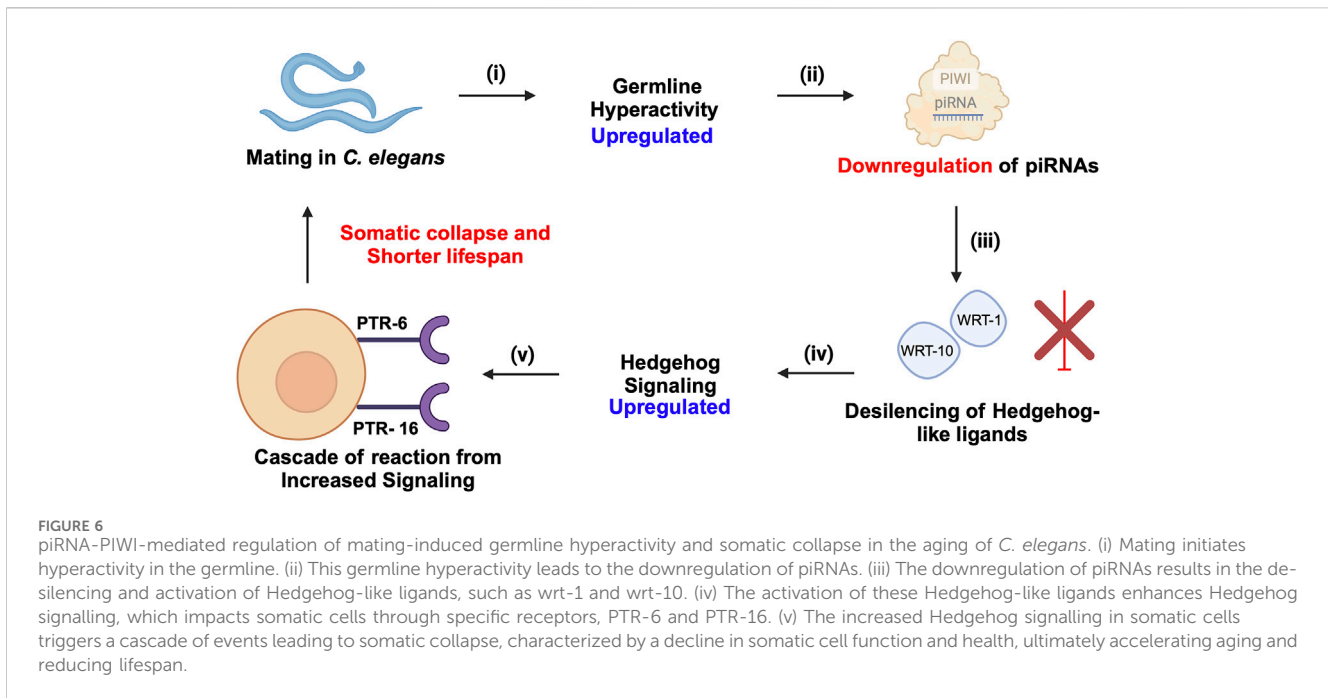 (i)
(ii)
Germline
Hyperactivity
Upregulated
PIWI
piRNA
Mating in C. elegans
Downregulation of piRNAs
Somatic collapse and
Shorter lifespan
(iii)
PTR-6
WRT-1
WRT-10
(v)
Hedgehog
Signaling
Upregulated
(iv)
PTR- 16
Desilencing of Hedgehog-
like ligands
Cascade of reaction from
Increased Signaling
FIGURE 6
piRNA-PIWI-mediated regulation of mating-induced germline hyperactivity and somatic collapse in the aging of C. elegans. (i) Mating initiates
hyperactivity in the germline. (ii) This germline hyperactivity leads to the downregulation of piRNAs. (iii) The downregulation of piRNAs results in the de-
silencing and activation of Hedgehog-like ligands, such as wrt-1 and wrt-10. (iv) The activation of these Hedgehog-like ligands enhances Hedgehog
signalling, which impacts somatic cells through specific receptors, PTR-6 and PTR-16. (v) The increased Hedgehog signalling in somatic cells
triggers a cascade of events leading to somatic collapse, characterized by a decline in somatic cell function and health, ultimately accelerating aging and
reducing lifespan.